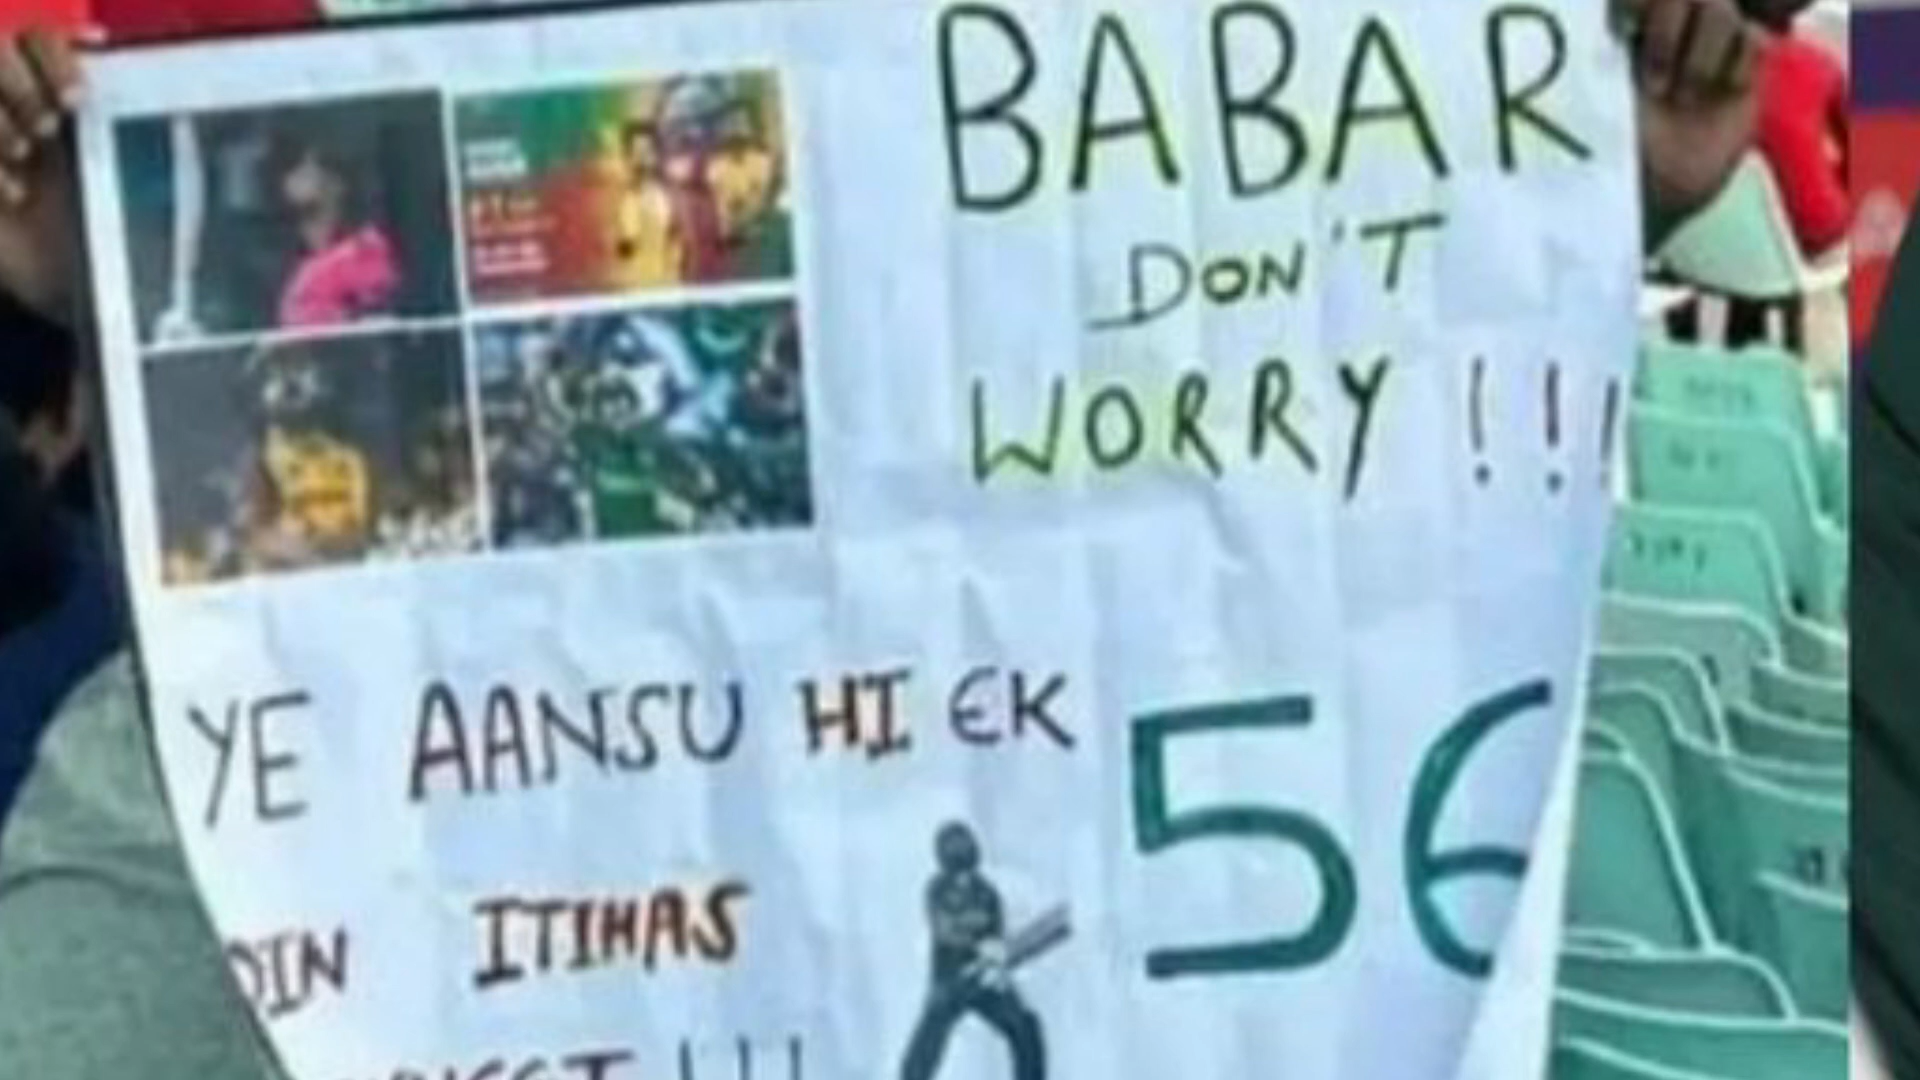 BABAR
DON'T
WORRY !!!
YE AANSU HI EK
56
DIN ITIHAS